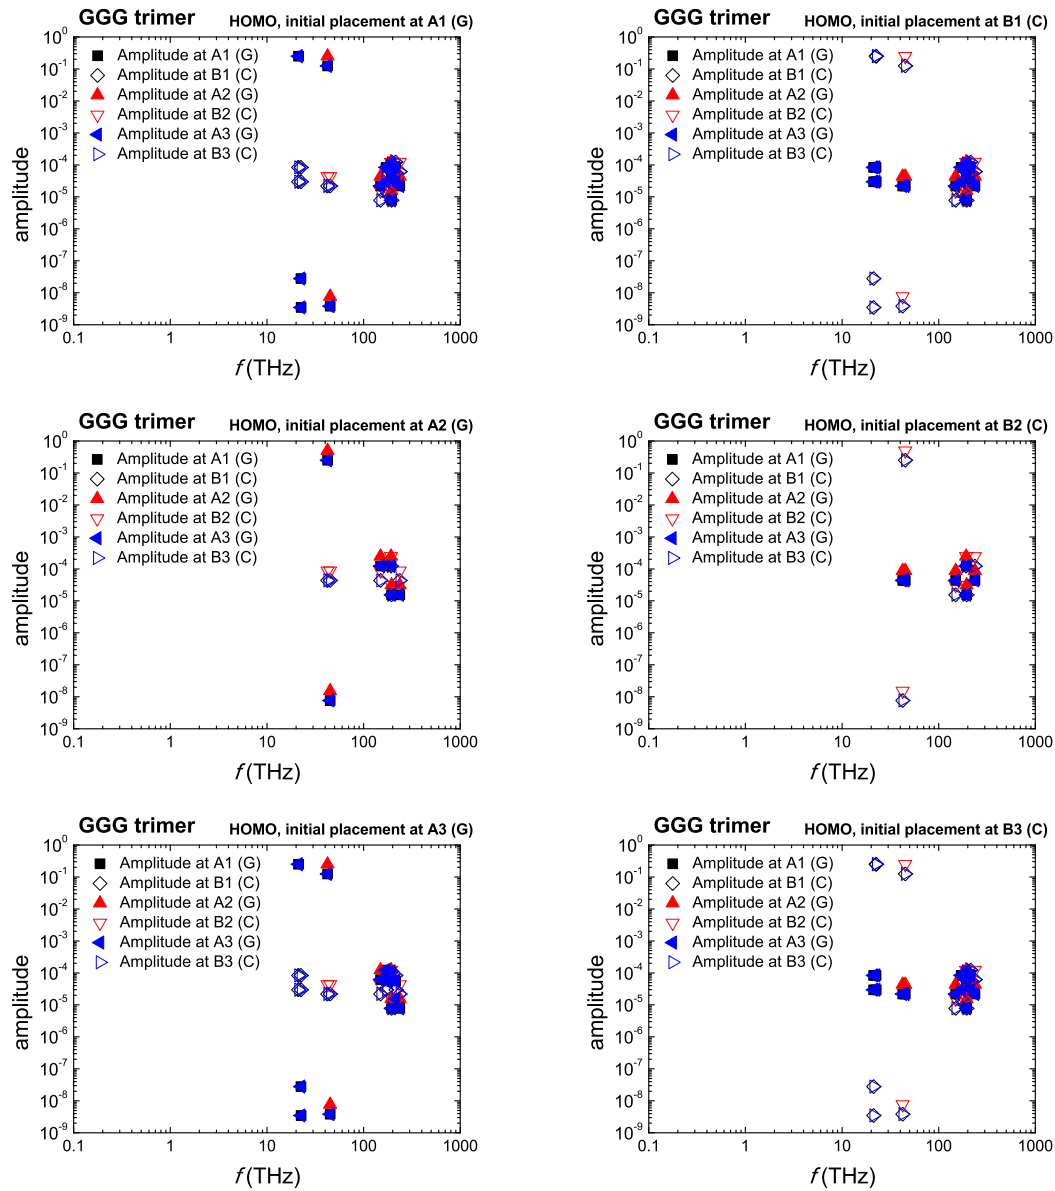 GGG trimer HOMO, initial placement at A1 (G)
10^0
10^-1
10^-2
10^-3
10^-4
10^-5
10^-6
10^-7
10^-8
10^-9
amplitude
Amplitude at A1 (G)
Amplitude at B1 (C)
Amplitude at A2 (G)
Amplitude at B2 (C)
Amplitude at A3 (G)
Amplitude at B3 (C)
0.1 1 10 100 1000
f (THz)
GGG trimer HOMO, initial placement at B1 (C)
10^0
10^-1
10^-2
10^-3
10^-4
10^-5
10^-6
10^-7
10^-8
10^-9
amplitude
Amplitude at A1 (G)
Amplitude at B1 (C)
Amplitude at A2 (G)
Amplitude at B2 (C)
Amplitude at A3 (G)
Amplitude at B3 (C)
0.1 1 10 100 1000
f (THz)
GGG trimer HOMO, initial placement at A2 (G)
10^0
10^-1
10^-2
10^-3
10^-4
10^-5
10^-6
10^-7
10^-8
10^-9
amplitude
Amplitude at A1 (G)
Amplitude at B1 (C)
Amplitude at A2 (G)
Amplitude at B2 (C)
Amplitude at A3 (G)
Amplitude at B3 (C)
0.1 1 10 100 1000
f (THz)
GGG trimer HOMO, initial placement at B2 (C)
10^0
10^-1
10^-2
10^-3
10^-4
10^-5
10^-6
10^-7
10^-8
10^-9
amplitude
Amplitude at A1 (G)
Amplitude at B1 (C)
Amplitude at A2 (G)
Amplitude at B2 (C)
Amplitude at A3 (G)
Amplitude at B3 (C)
0.1 1 10 100 1000
f (THz)
GGG trimer HOMO, initial placement at A3 (G)
10^0
10^-1
10^-2
10^-3
10^-4
10^-5
10^-6
10^-7
10^-8
10^-9
amplitude
Amplitude at A1 (G)
Amplitude at B1 (C)
Amplitude at A2 (G)
Amplitude at B2 (C)
Amplitude at A3 (G)
Amplitude at B3 (C)
0.1 1 10 100 1000
f (THz)
GGG trimer HOMO, initial placement at B3 (C)
10^0
10^-1
10^-2
10^-3
10^-4
10^-5
10^-6
10^-7
10^-8
10^-9
amplitude
Amplitude at A1 (G)
Amplitude at B1 (C)
Amplitude at A2 (G)
Amplitude at B2 (C)
Amplitude at A3 (G)
Amplitude at B3 (C)
0.1 1 10 100 1000
f (THz)